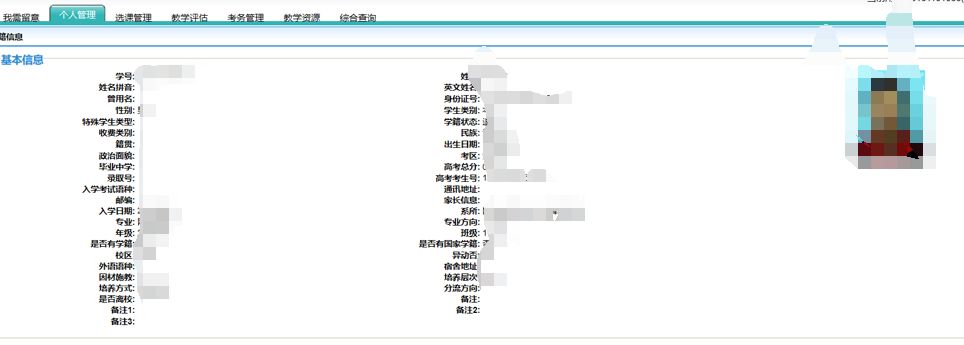 我需留意 个人管理 选课管理 教学评估 考务管理 教学资源 综合查询
籍信息
基本信息
学号: 姓
姓名拼音: 英文姓名
曾用名: 身份证号:
性别: 学生类别:
特殊学生类型: 学籍状态:
收费类别: 民族:
籍贯: 出生日期:
政治面貌: 考区:
毕业中学: 高考总分:
录取号: 高考考生号: 1
入学考试语种: 通讯地址:
邮编: 家长信息:
入学日期: 系所:
专业: 专业方向:
年级: 班级: 1
是否有学籍: 是否有国家学籍: 否
校区: 异动否:
外语语种: 宿舍地址:
因材施教: 培养层次:
培养方式: 分流方向:
是否离校: 备注:
备注1: 备注2:
备注3: